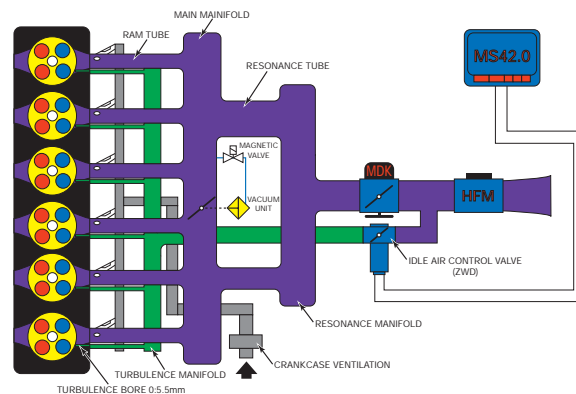 MAIN MAINIFOLD
RAM TUBE
RESONANCE TUBE
MS42.0
MAGNETIC
VALVE
MDK
HFM
VACUUM
UNIT
IDLE AIR CONTROL VALVE
(ZWD)
RESONANCE MANIFOLD
CRANKCASE VENTILATION
TURBULENCE MANIFOLD
TURBULENCE BORE 0:5.5mm